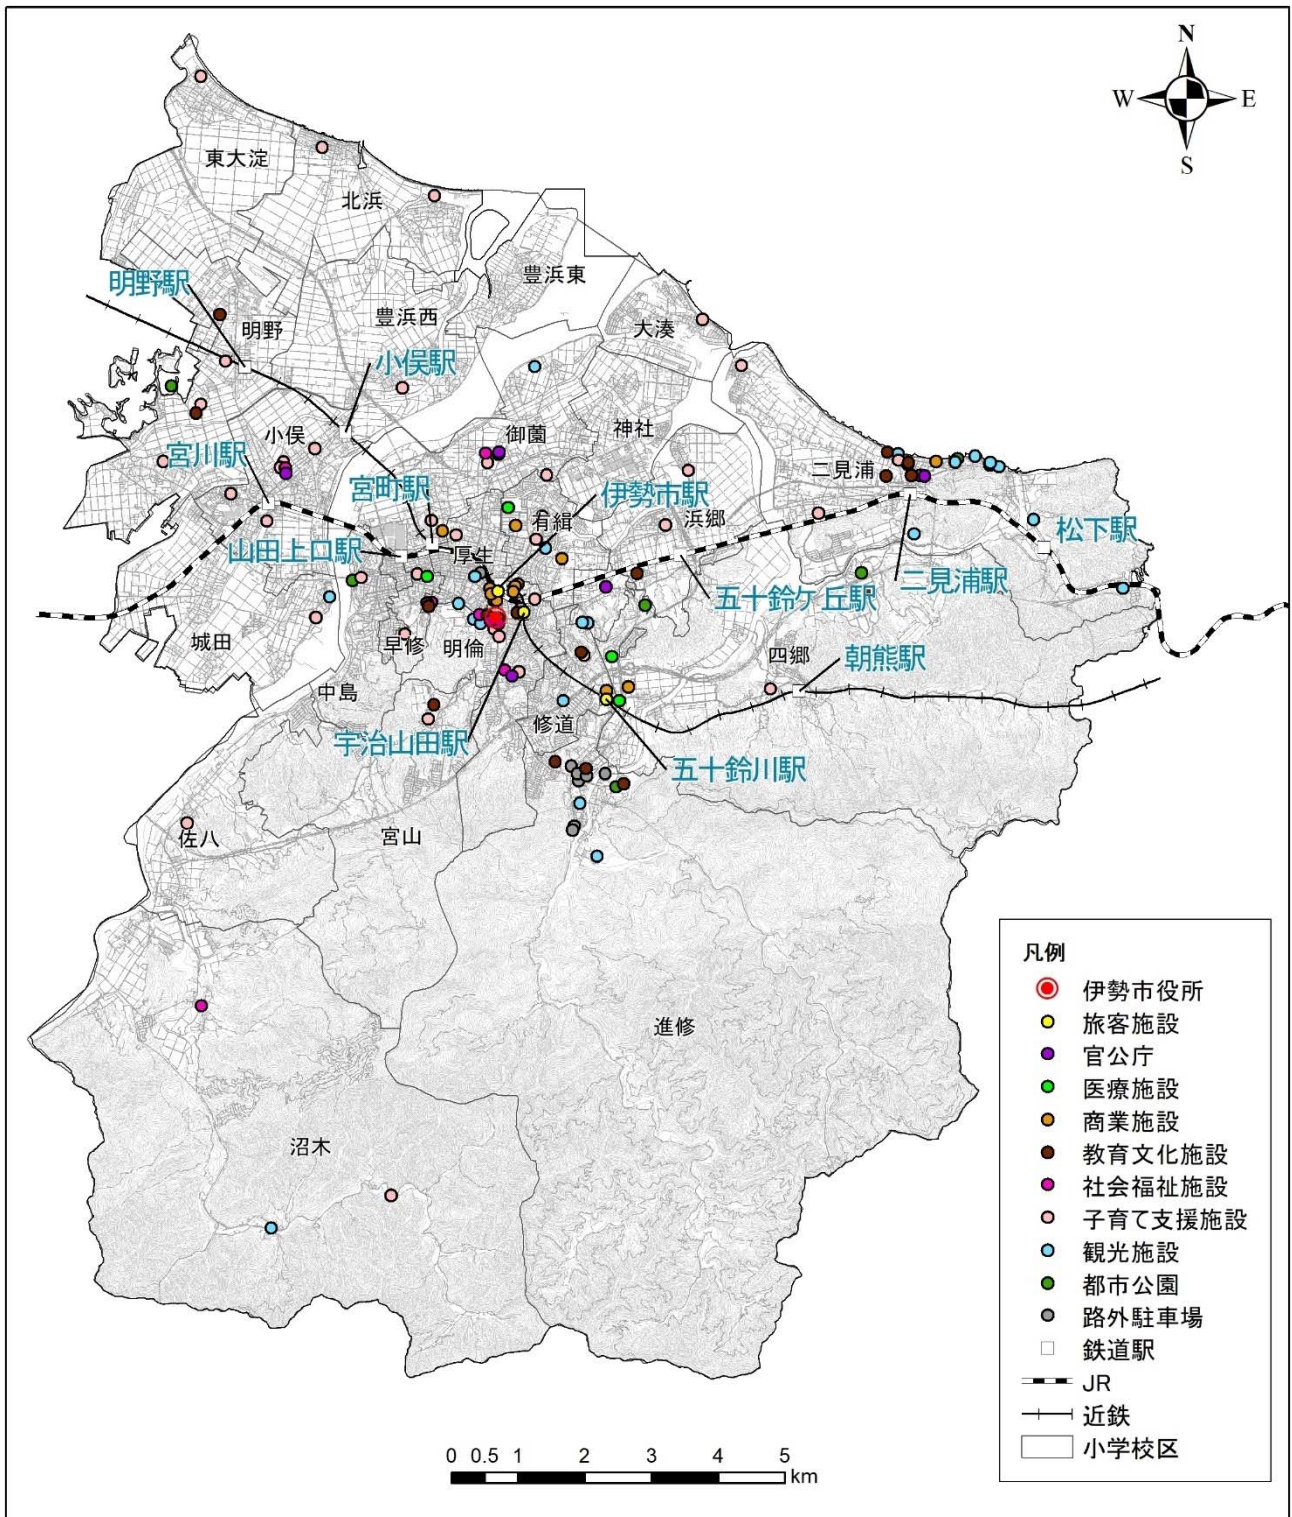 N
W
E
S
東大淀
北浜
豊浜東
明野駅
明野
豊浜西
大湊
小俣駅
小俣
御薗
神社
宮川駅
二見浦
宮町駅
伊勢市駅
有緝
浜郷
松下駅
山田上口駅
厚生
二見浦駅
五十鈴ケ丘駅
城田
早修
明倫
四郷
朝熊駅
中島
修道
宇治山田駅
五十鈴川駅
佐八
宮山
進修
沼木
凡例
伊勢市役所
旅客施設
官公庁
医療施設
商業施設
教育文化施設
社会福祉施設
子育て支援施設
観光施設
都市公園
路外駐車場
鉄道駅
JR
近鉄
小学校区
0 0.5 1 2 3 4 5
km